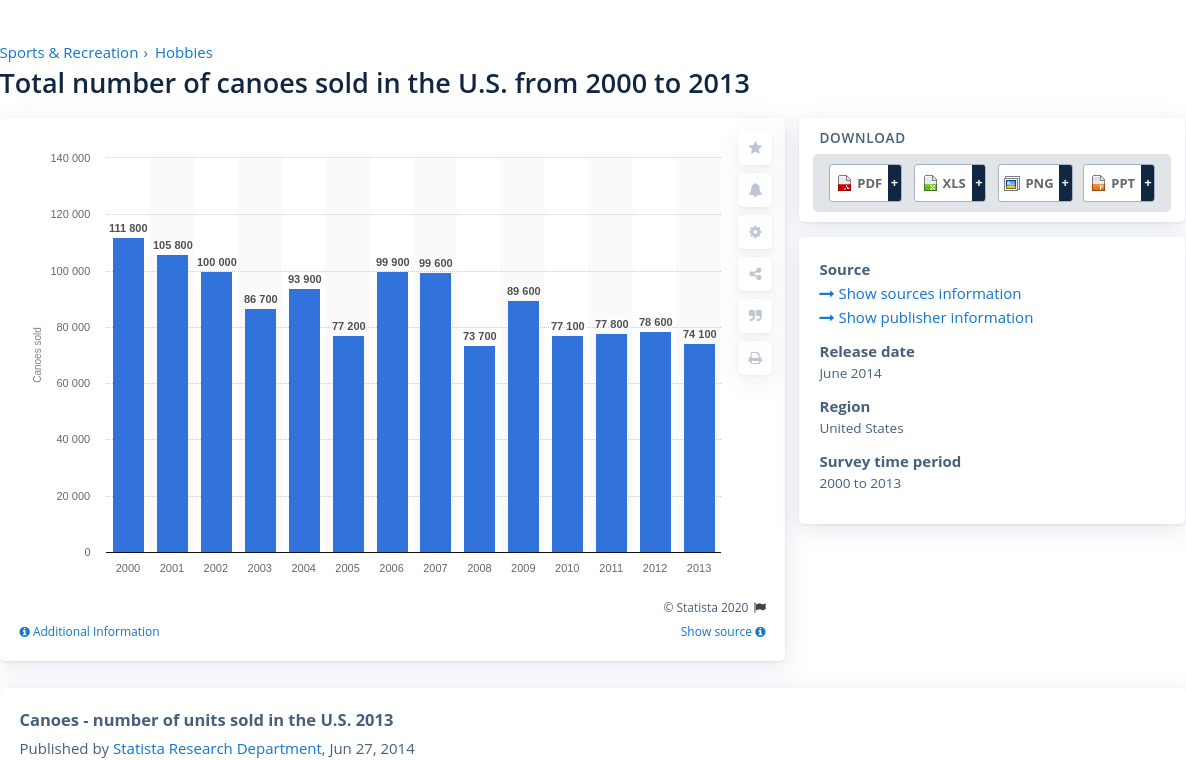 Sports & Recreation › Hobbies
Total number of canoes sold in the U.S. from 2000 to 2013
140 000
120 000
100 000
80 000
60 000
40 000
20 000
0
Canoes sold
111 800
105 800
100 000
86 700
93 900
77 200
99 900
99 600
73 700
89 600
77 100
77 800
78 600
74 100
2000 2001 2002 2003 2004 2005 2006 2007 2008 2009 2010 2011 2012 2013
© Statista 2020
Additional Information
Show source
DOWNLOAD
PDF + XLS + PNG + PPT +
Source
Show sources information
Show publisher information
Release date
June 2014
Region
United States
Survey time period
2000 to 2013
Canoes - number of units sold in the U.S. 2013
Published by Statista Research Department, Jun 27, 2014